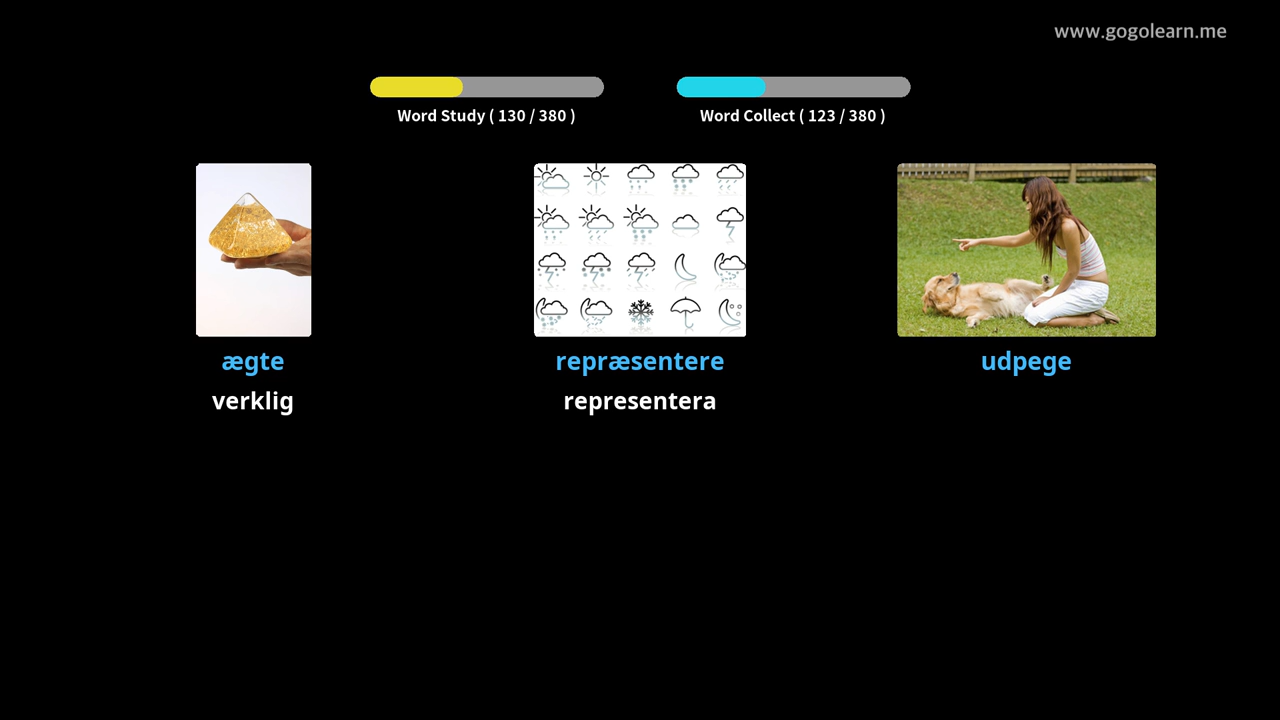 www.gogolearn.me
Word Study ( 130 / 380 )
Word Collect ( 123 / 380 )
ægte
repræsentere
udpege
verklig
representera